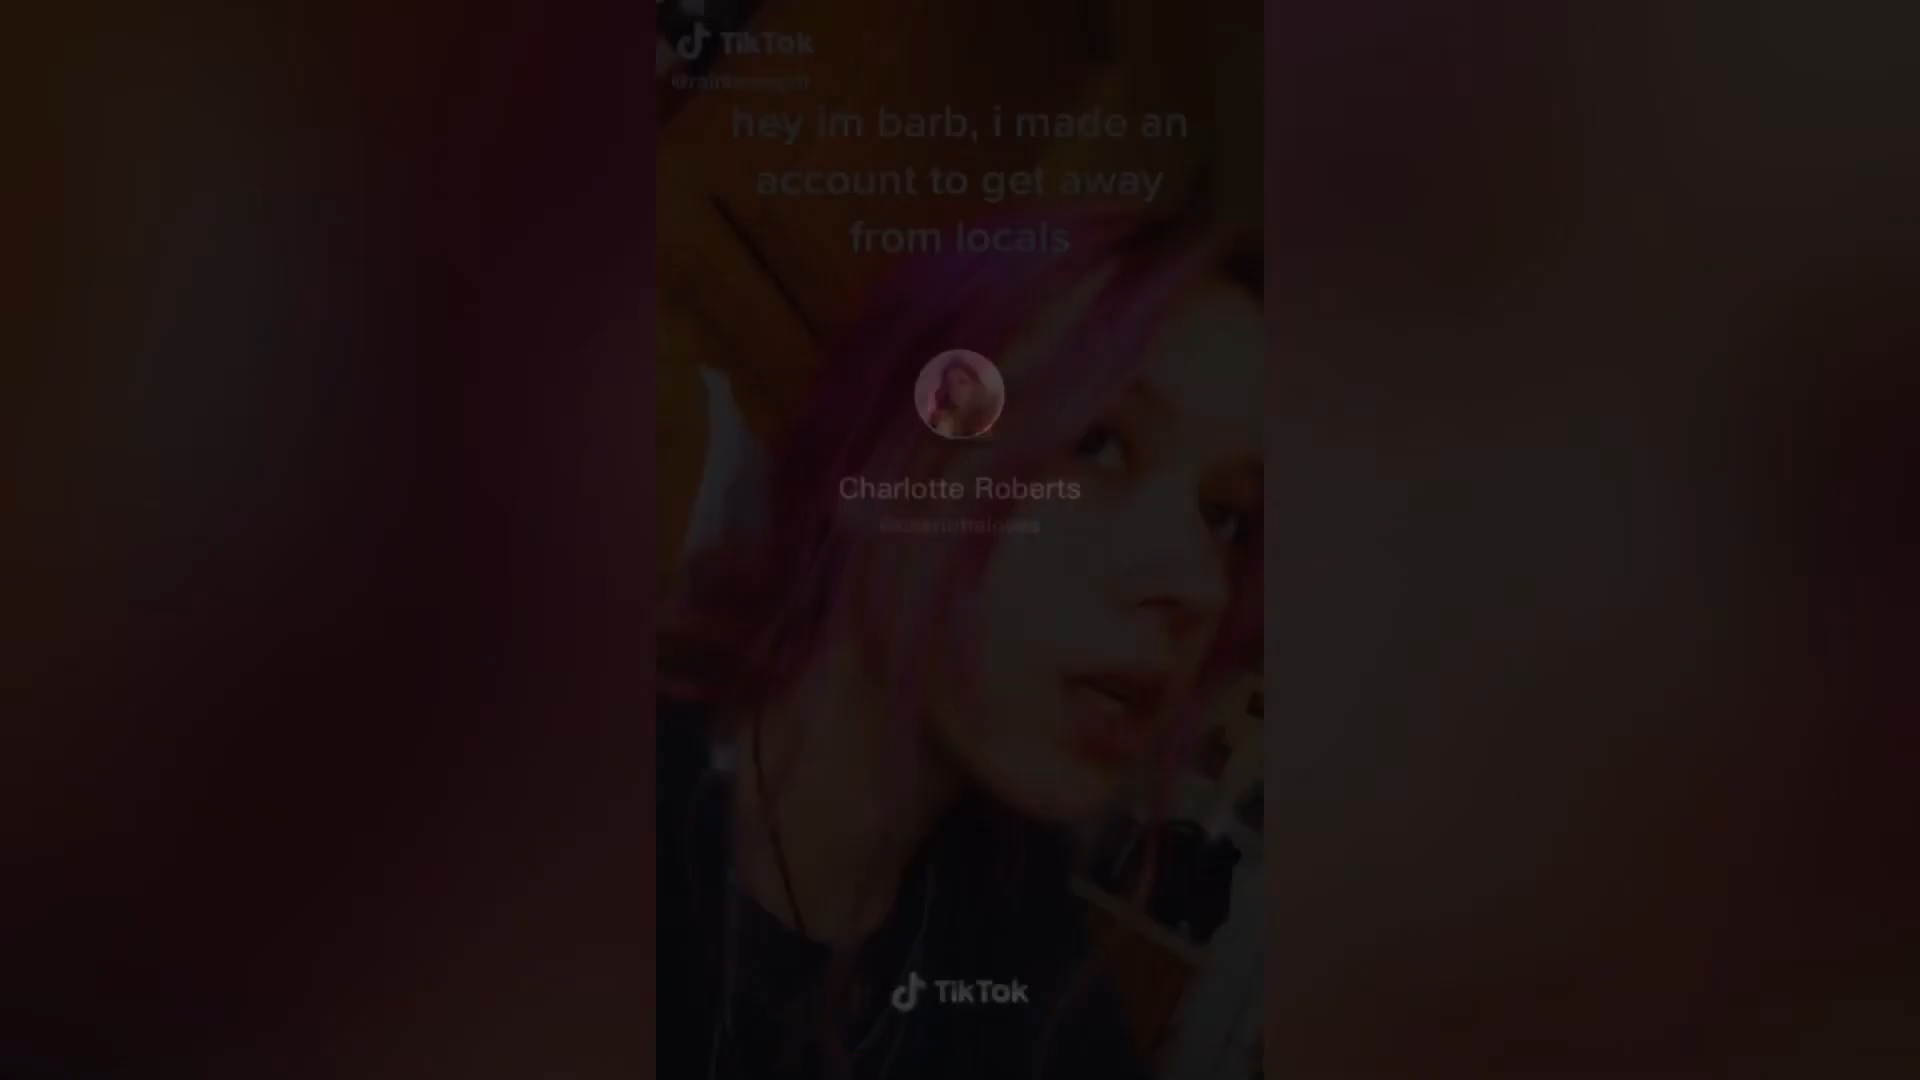 TikTok
hey im barb, i made an
account to get away
from locals
Charlotte Roberts
TikTok